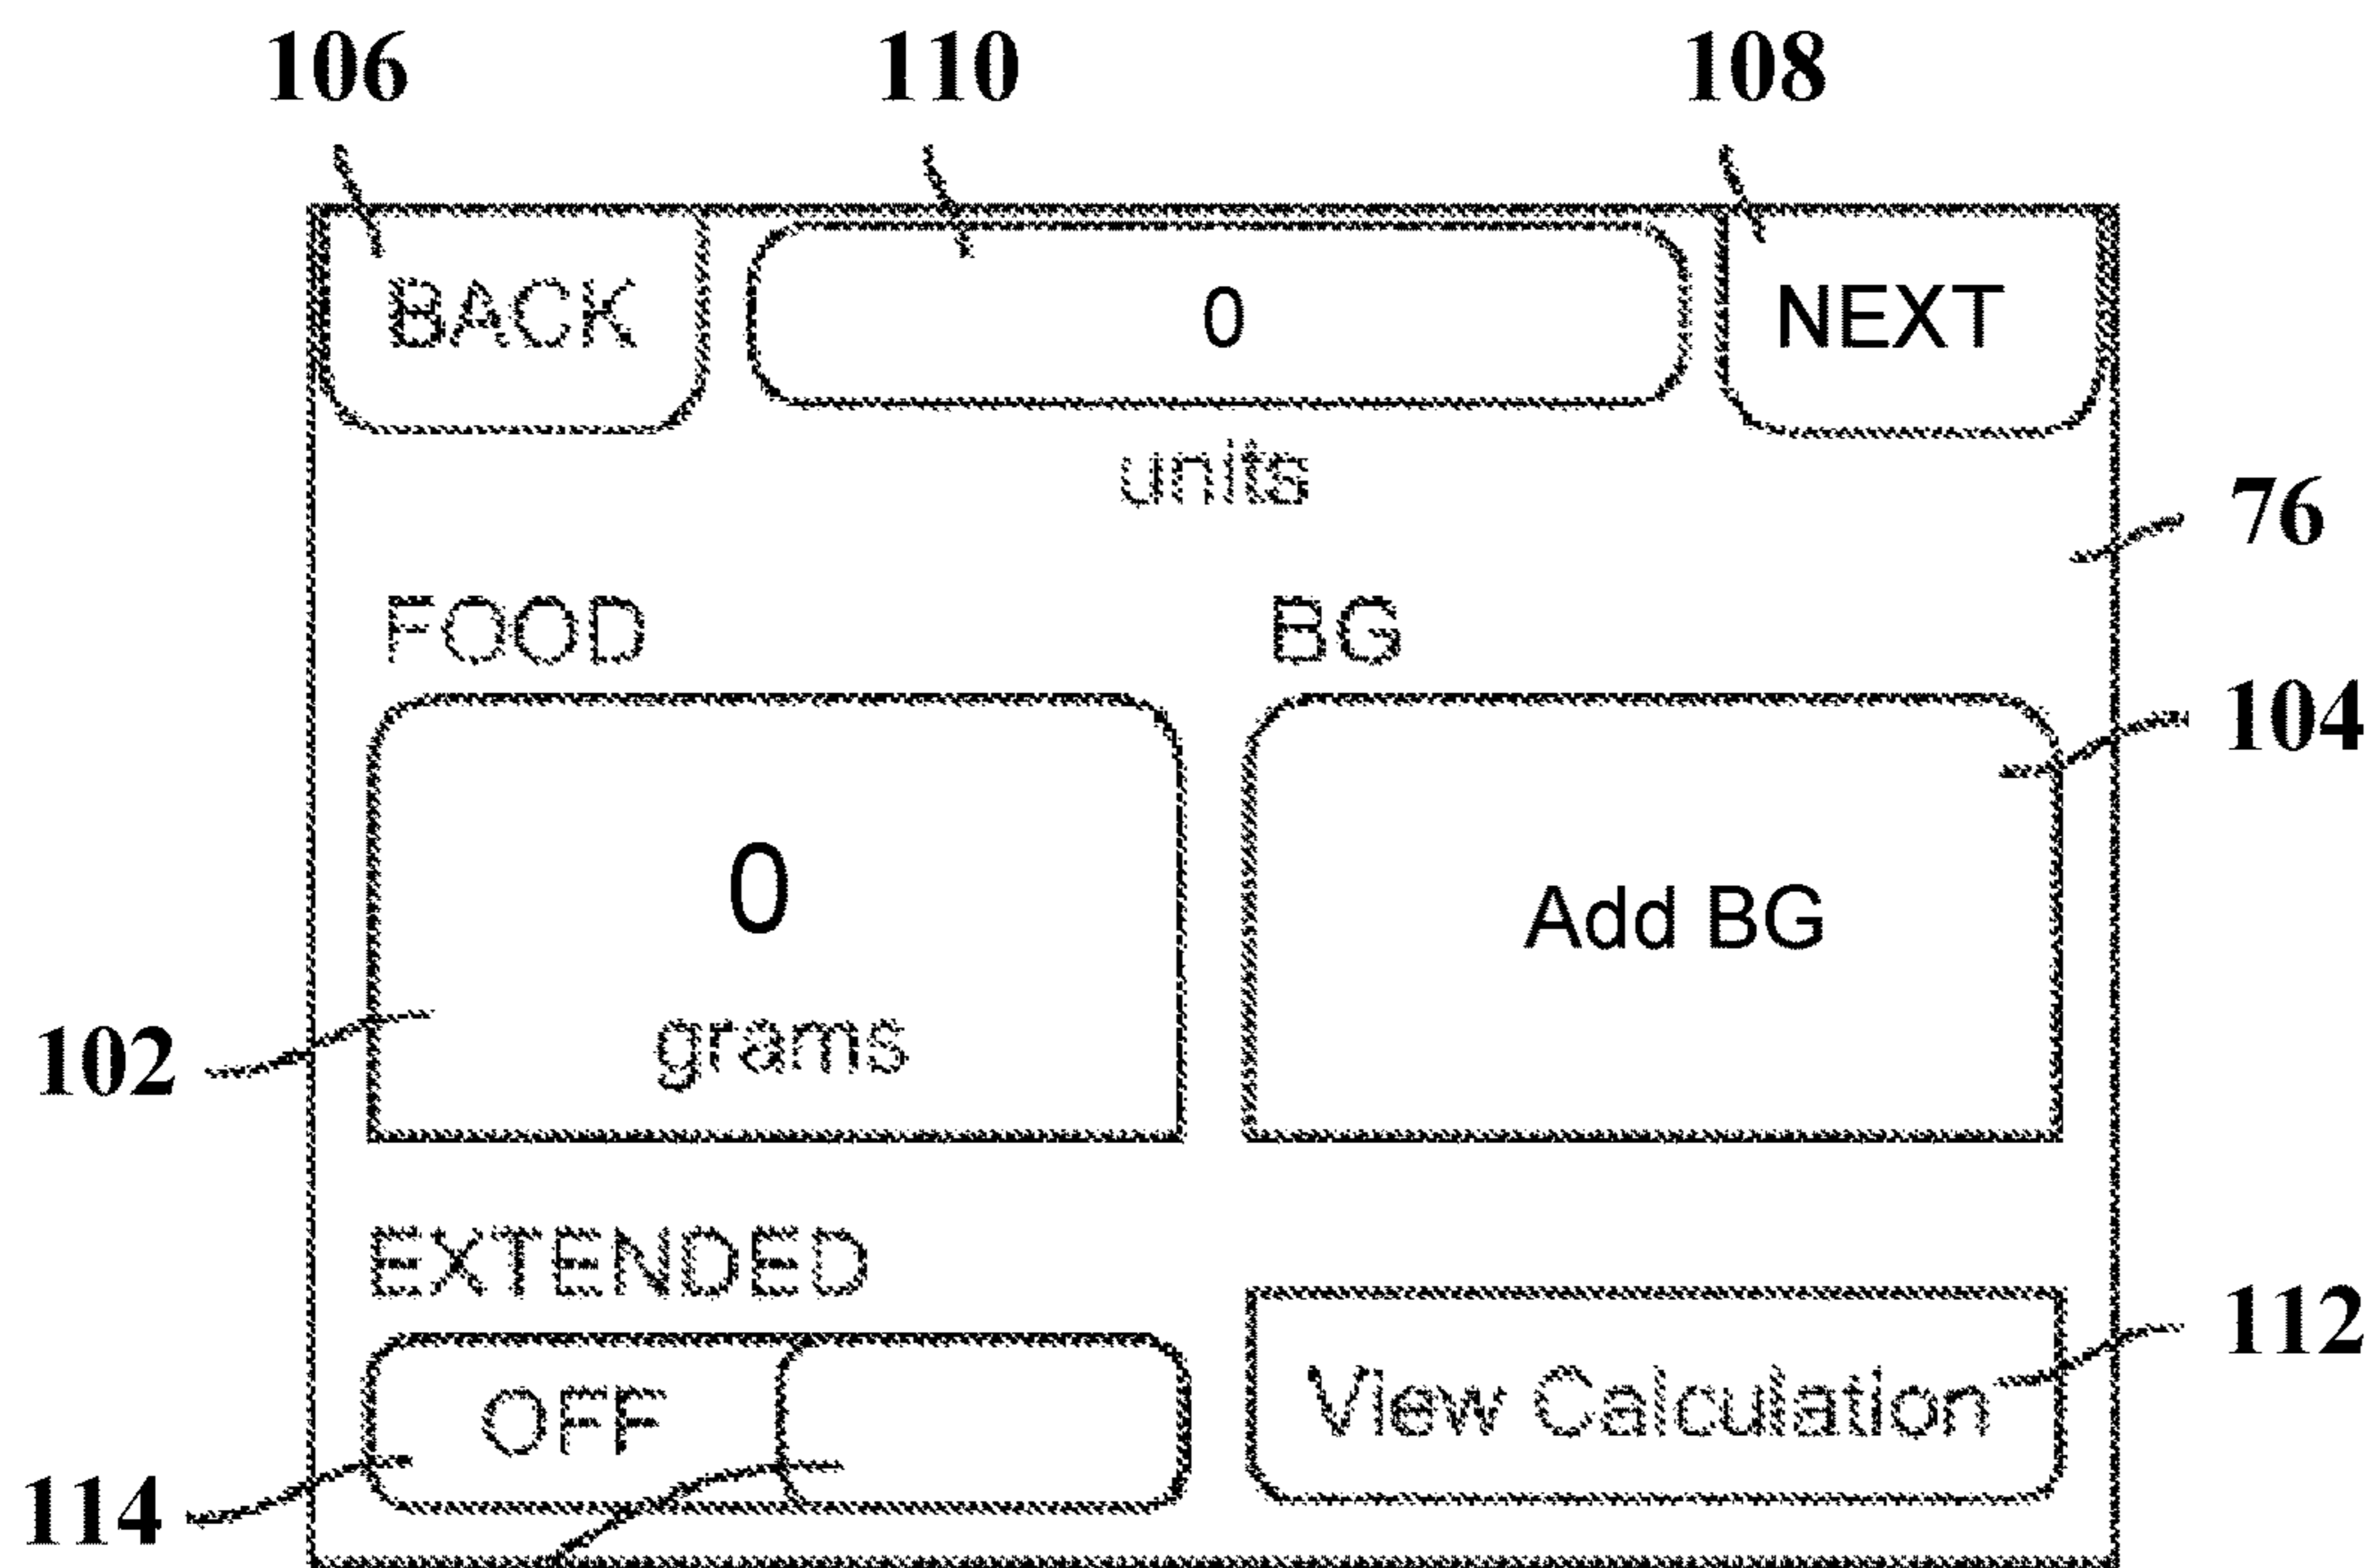 106 110 108
BACK 0 NEXT
units
76
FOOD BG
104
0
Add BG
102
grams
EXTENDED
112
OFF View Calculation
114